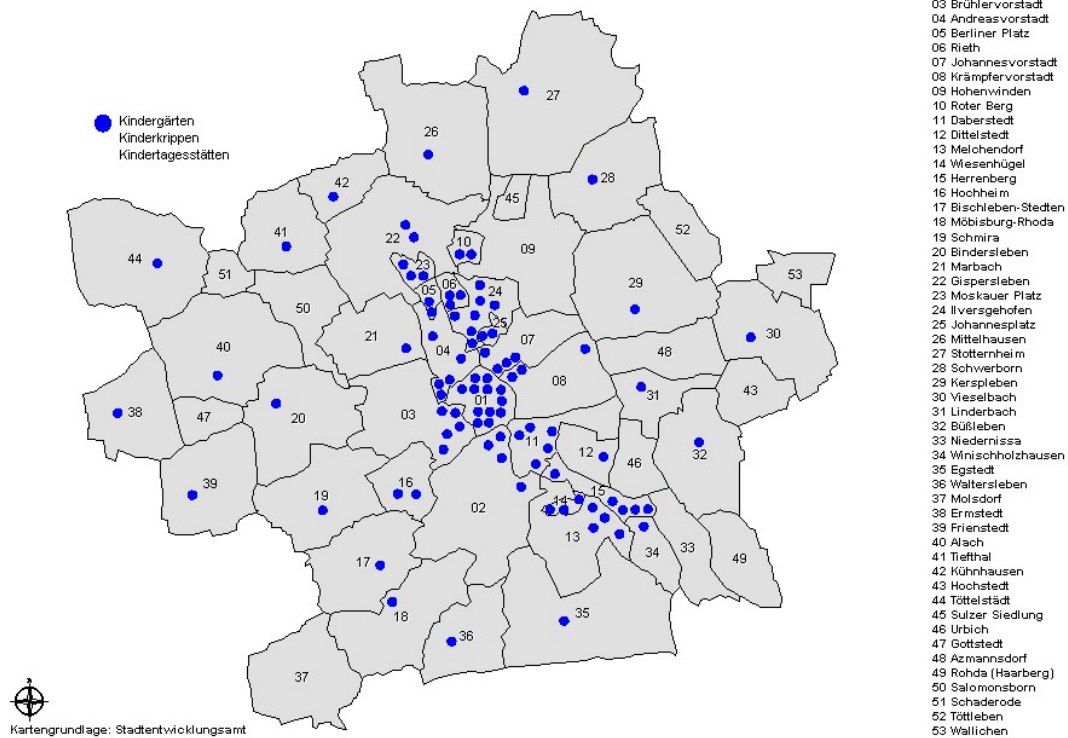 Kindergärten
Kinderkrippen
Kindertagesstätten
27
26
42
28
45
52
41
22
10
09
44
51
23
53
06
05
24
29
50
25
30
21
07
40
04
48
08
43
31
01
38
47
20
03
11
32
12
46
39
16
15
19
14
02
13
34
33
49
17
35
18
36
37
Kartengrundlage: Stadtentwicklungsamt
03 Brühlervorstadt
04 Andreasvorstadt
05 Berliner Platz
06 Rieth
07 Johannesvorstadt
08 Krämpfervorstadt
09 Hohenwinden
10 Roter Berg
11 Daberstedt
12 Dittelstedt
13 Melchendorf
14 Wiesenhügel
15 Herrenberg
16 Hochheim
17 Bischleben-Stedten
18 Möbisburg-Rhoda
19 Schmira
20 Bindersleben
21 Marbach
22 Gispersleben
23 Moskauer Platz
24 Ilversgehofen
25 Johannesplatz
26 Mittelhausen
27 Stotternheim
28 Schwerborn
29 Kerspleben
30 Vieselbach
31 Linderbach
32 Büßleben
33 Niedernissa
34 Winischholzhausen
35 Egstedt
36 Waltersleben
37 Molsdorf
38 Ermstedt
39 Frienstedt
40 Alach
41 Tiefthal
42 Kühnhausen
43 Hochstedt
44 Töttelstädt
45 Sulzer Siedlung
46 Urbich
47 Gottstedt
48 Azmannsdorf
49 Rohda (Haarberg)
50 Salomonsborn
51 Schaderode
52 Töttleben
53 Wallichen